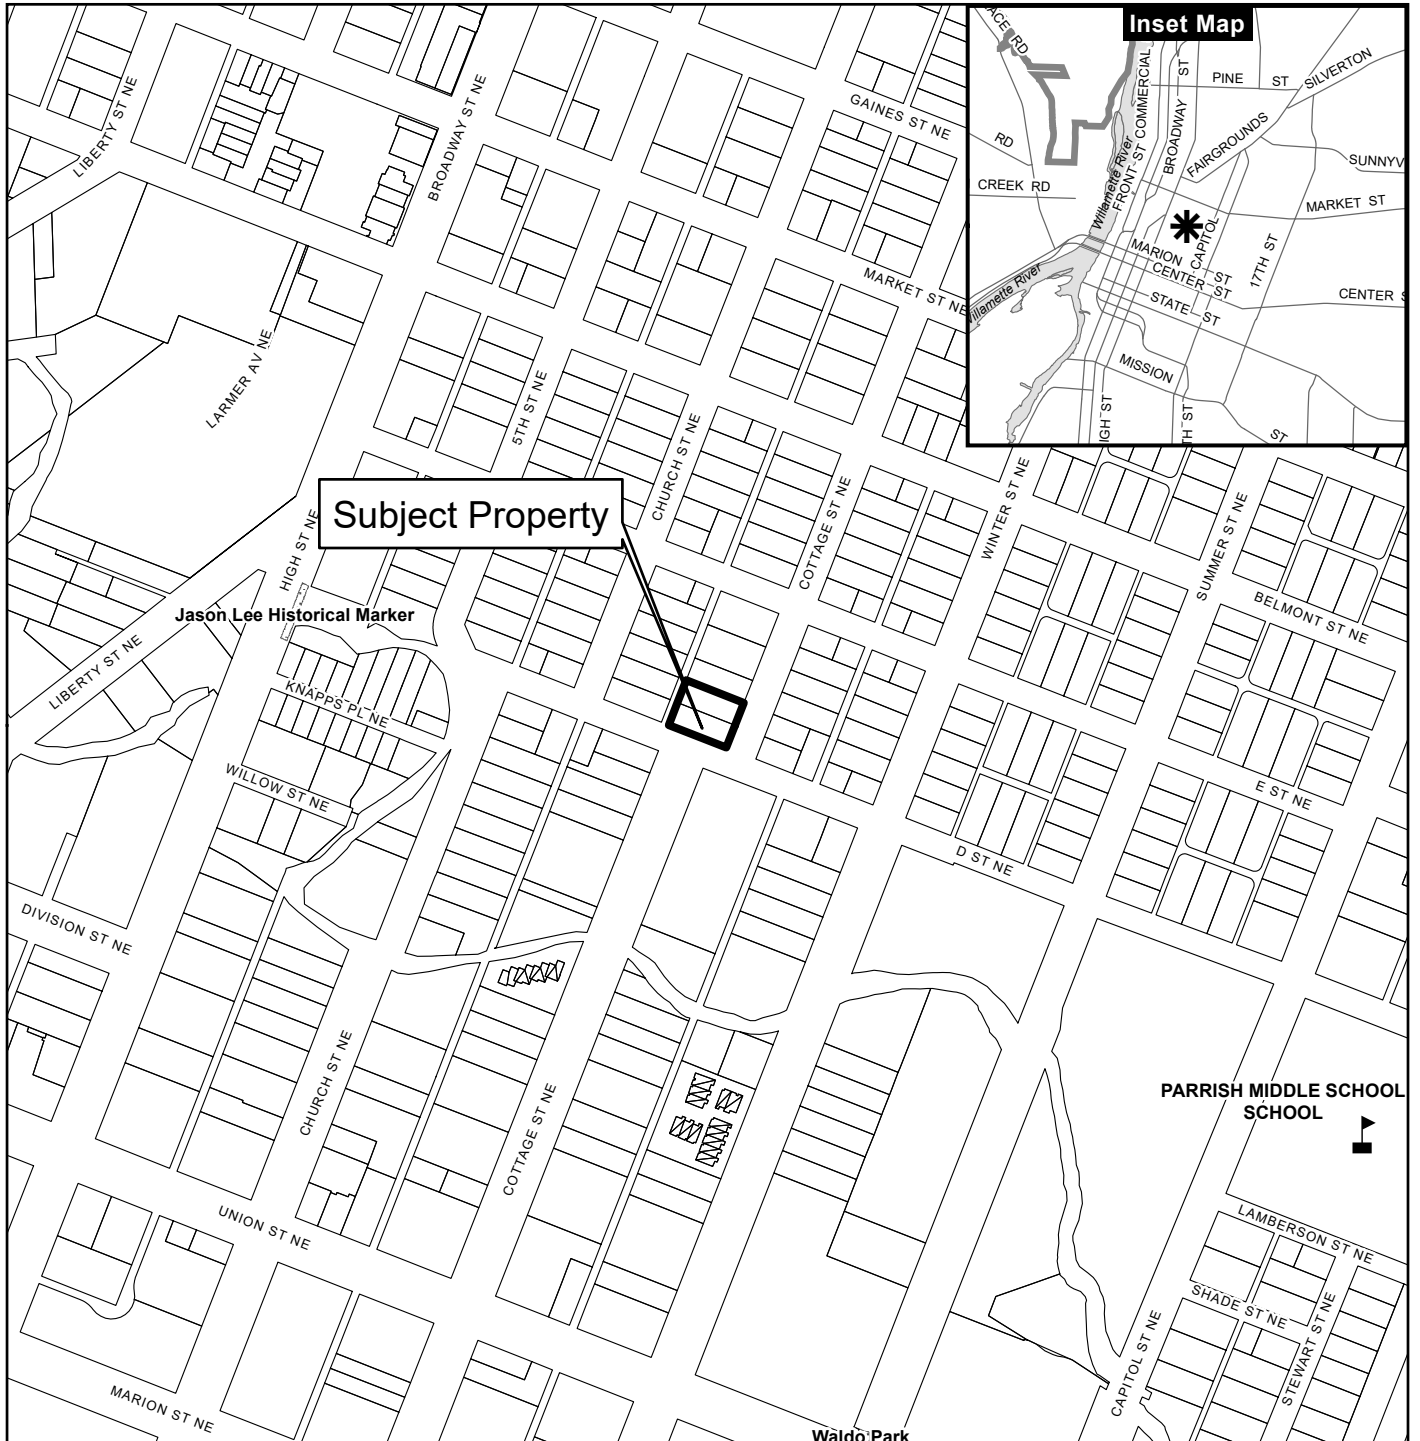 Inset Map
ACE RD
RD
CREEK RD
Willamette River
Willamette River
FRONT ST
COMMERCIAL
BROADWAY ST
PINE ST
SILVERTON
FAIRGROUNDS
SUNNYV
MARKET ST
CAPITOL
17TH ST
MARION ST
CENTER ST
CENTER S
STATE ST
MISSION ST
IGH ST
TH ST
LIBERTY ST NE
BROADWAY ST NE
GAINES ST NE
MARKET ST NE
LARMER AV NE
5TH ST NE
CHURCH ST NE
COTTAGE ST NE
WINTER ST NE
SUMMER ST NE
BELMONT ST NE
Subject Property
HIGH ST NE
Jason Lee Historical Marker
LIBERTY ST NE
KNAPPS PL NE
WILLOW ST NE
E ST NE
D ST NE
DIVISION ST NE
CHURCH ST NE
COTTAGE ST NE
PARRISH MIDDLE SCHOOL
SCHOOL
UNION ST NE
LAMBERSON ST NE
SHADE ST NE
STEWART ST NE
CAPITOL ST NE
MARION ST NE
Waldo Park